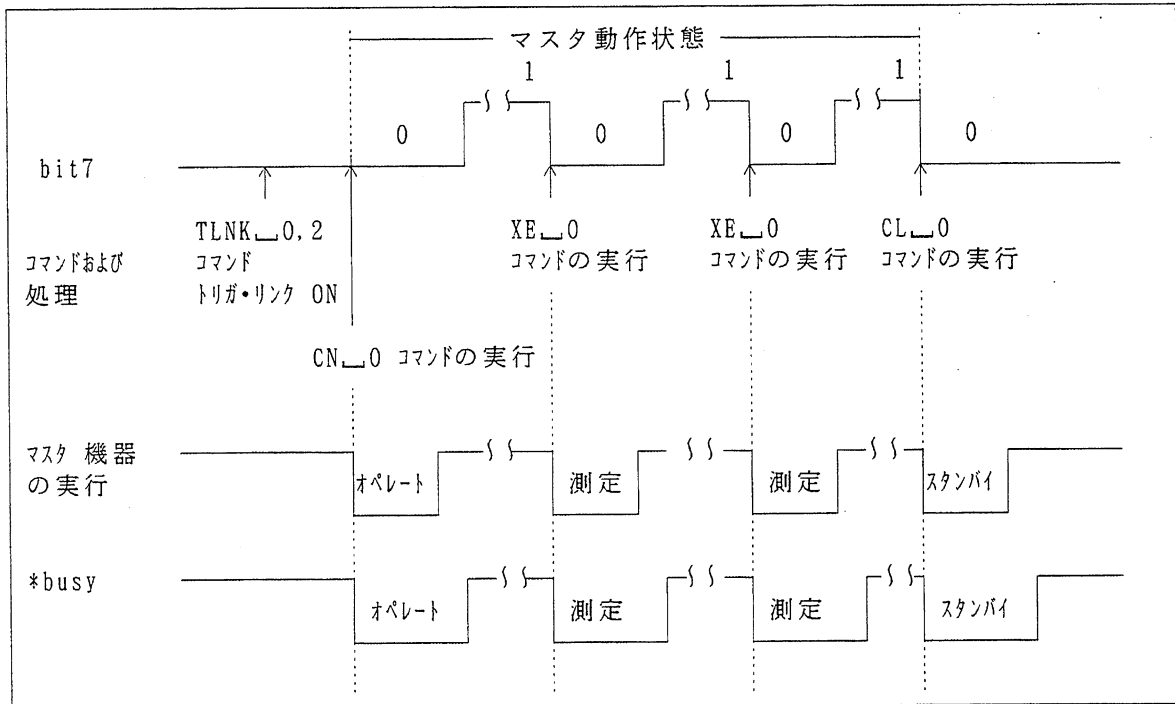 マスタ動作状態
1 1 1
0 0 0 0
bit7
TLNK␣0,2 XE␣0 XE␣0 CL␣0
コマンドおよび コマンド コマンドの実行 コマンドの実行 コマンドの実行
処理 トリガ・リンク ON
CN␣0 コマンドの実行
マスタ 機器
の実行
オペレート 測定 測定 スタンバイ
*busy
オペレート 測定 測定 スタンバイ